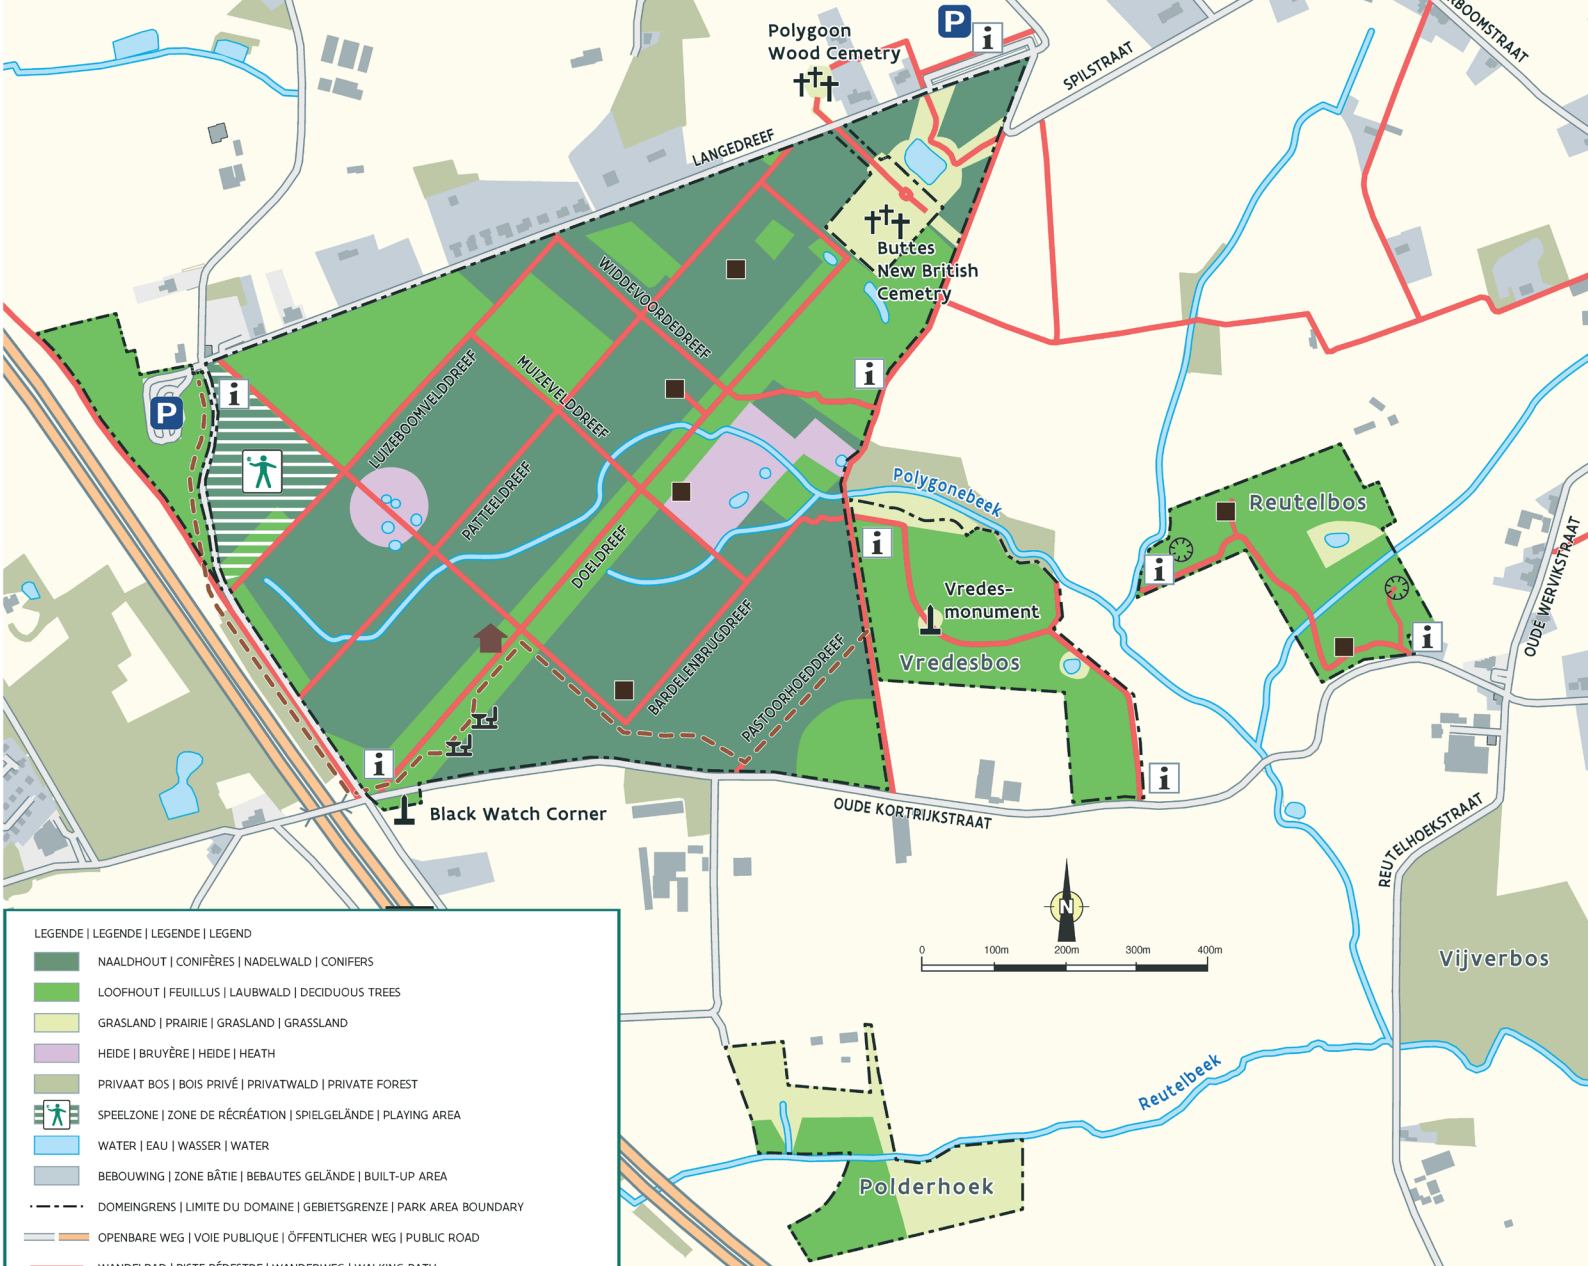 Polygoon
Wood Cemetry
P
i
SPILSTRAAT
LANGEDREEF
Buttes
New British
Cemetry
WIDDEVOORDEDREEF
MUIZEVELDDREEF
LUIZEBOOMVELDDREEF
PATTEELDREEF
DOELDREEF
BARDELENBRUGDREEF
PASTOORHOEDDREEF
P
i
i
i
i
Polygonebeek
Vredes-
monument
Vredesbos
Reutelbos
i
i
i
OUDE WERVIKSTRAAT
Black Watch Corner
OUDE KORTRIJKSTRAAT
REUTELHOEKSTRAAT
N
0 100m 200m 300m 400m
Vijverbos
Reutelbeek
Polderhoek
LEGENDE | LEGENDE | LEGENDE | LEGEND
NAALDHOUT | CONIFÈRES | NADELWALD | CONIFERS
LOOFHOUT | FEUILLUS | LAUBWALD | DECIDUOUS TREES
GRASLAND | PRAIRIE | GRASLAND | GRASSLAND
HEIDE | BRUYÈRE | HEIDE | HEATH
PRIVAAT BOS | BOIS PRIVÉ | PRIVATWALD | PRIVATE FOREST
SPEELZONE | ZONE DE RÉCRÉATION | SPIELGELÄNDE | PLAYING AREA
WATER | EAU | WASSER | WATER
BEBOUWING | ZONE BÂTIE | BEBAUTES GELÄNDE | BUILT-UP AREA
DOMEINGRENS | LIMITE DU DOMAINE | GEBIETSGRENZE | PARK AREA BOUNDARY
OPENBARE WEG | VOIE PUBLIQUE | ÖFFENTLICHER WEG | PUBLIC ROAD